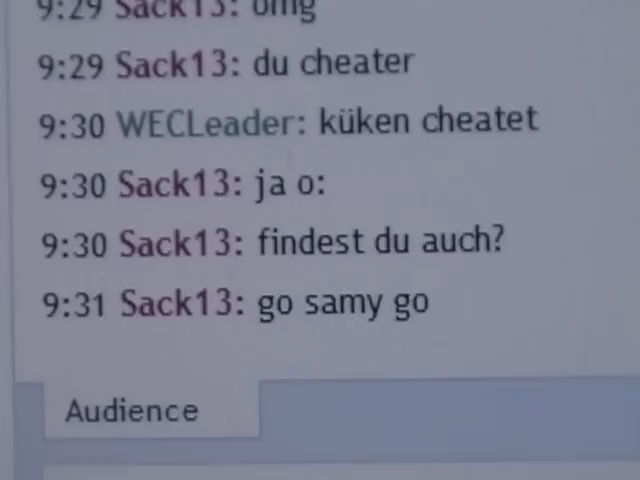 9:29 Sack13: omg
9:29 Sack13: du cheater
9:30 WECLeader: küken cheatet
9:30 Sack13: ja o:
9:30 Sack13: findest du auch?
9:31 Sack13: go samy go
Audience